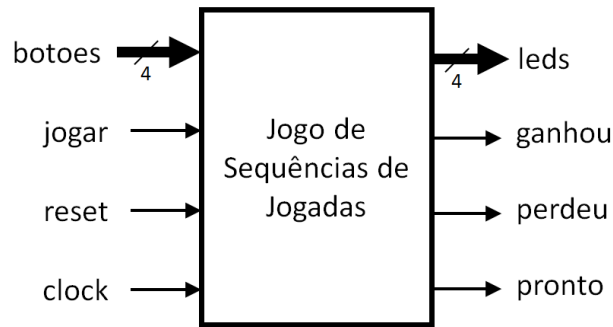 botoes
4
jogar
reset
clock
Jogo de
Sequências de
Jogadas
leds
4
ganhou
perdeu
pronto